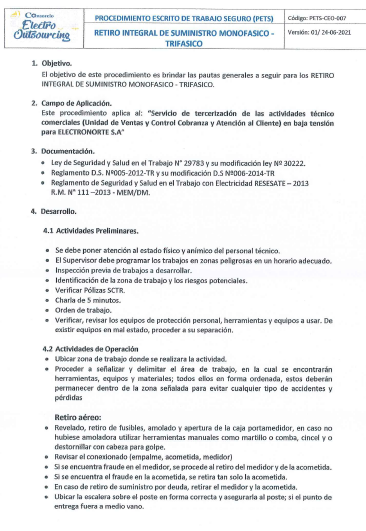 COnsorcio
Electro
Outsourcing
PROCEDIMIENTO ESCRITO DE TRABAJO SEGURO (PETS)
Código: PETS-CEO-007
RETIRO INTEGRAL DE SUMINISTRO MONOFASICO -
TRIFASICO
Versión: 01/ 24-06-2021
1. Objetivo.
El objetivo de este procedimiento es brindar las pautas generales a seguir para los RETIRO
INTEGRAL DE SUMINISTRO MONOFASICO - TRIFASICO.
2. Campo de Aplicación.
Este procedimiento aplica al: “Servicio de tercerización de las actividades técnico
comerciales (Unidad de Ventas y Control Cobranza y Atención al Cliente) en baja tensión
para ELECTRONORTE S.A”
3. Documentación.
• Ley de Seguridad y Salud en el Trabajo N° 29783 y su modificación ley Nº 30222.
• Reglamento D.S. Nº005-2012-TR y su modificación D.S Nº006-2014-TR
• Reglamento de Seguridad y Salud en el Trabajo con Electricidad RESESATE – 2013
R.M. N° 111 –2013 - MEM/DM.
4. Desarrollo.
4.1 Actividades Preliminares.
• Se debe poner atención al estado físico y anímico del personal técnico.
• El Supervisor debe programar los trabajos en zonas peligrosas en un horario adecuado.
• Inspección previa de trabajos a desarrollar.
• Identificación de la zona de trabajo y los riesgos potenciales.
• Verificar Pólizas SCTR.
• Charla de 5 minutos.
• Orden de trabajo.
• Verificar, revisar los equipos de protección personal, herramientas y equipos a usar. De
existir equipos en mal estado, proceder a su separación.
4.2 Actividades de Operación
• Ubicar zona de trabajo donde se realizara la actividad.
• Proceder a señalizar y delimitar el área de trabajo, en la cual se encontrarán
herramientas, equipos y materiales; todos ellos en forma ordenada, estos deberán
permanecer dentro de la zona señalada para evitar cualquier tipo de accidentes y
pérdidas
Retiro aéreo:
• Revelado, retiro de fusibles, amolado y apertura de la caja portamedidor, en caso no
hubiese amoladora utilizar herramientas manuales como martillo o comba, cincel y o
destornillar con cabeza para golpe.
• Revisar el conexionado (empalme, acometida, medidor)
• Si se encuentra fraude en el medidor, se procede al retiro del medidor y de la acometida.
• Si se encuentra el fraude en la acometida, se retira tan solo la acometida.
• En caso de retiro de suministro por deuda, retirar el medidor y la acometida.
• Ubicar la escalera sobre el poste en forma correcta y asegurarla al poste; si el punto de
entrega fuera a medio vano.